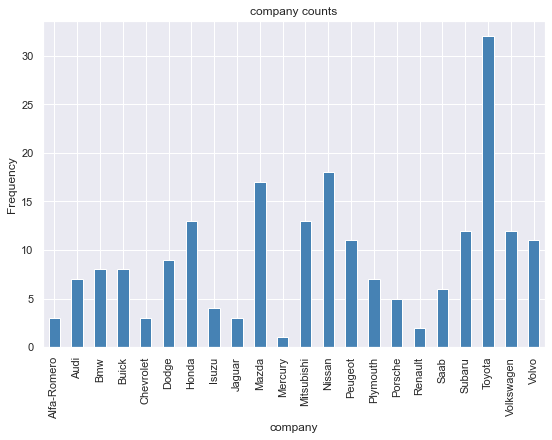 company counts
Frequency
30
25
20
15
10
5
0
Alfa-Romero
Audi
Bmw
Buick
Chevrolet
Dodge
Honda
Isuzu
Jaguar
Mazda
Mercury
Mitsubishi
Nissan
Peugeot
Plymouth
Porsche
Renault
Saab
Subaru
Toyota
Volkswagen
Volvo
company